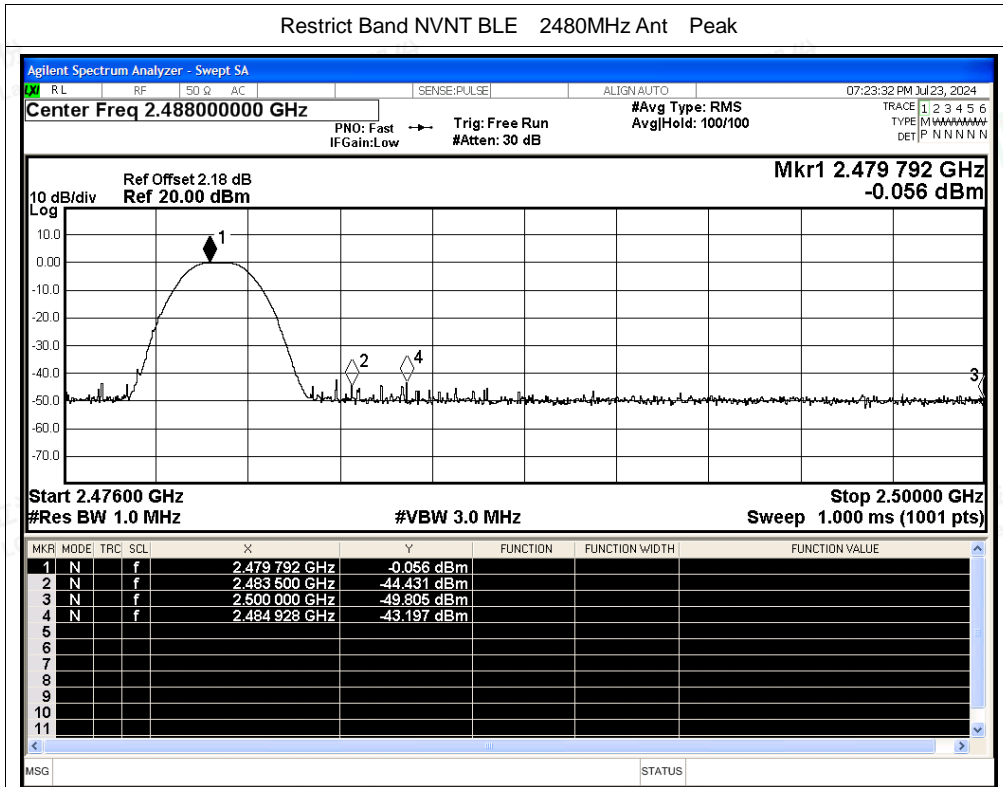 Restrict Band NVNT BLE 2480MHz Ant Peak
Agilent Spectrum Analyzer - Swept SA
LXI RL RF 50 Ω AC SENSE:PULSE ALIGN AUTO 07:23:32 PM Jul 23, 2024
Center Freq 2.488000000 GHz #Avg Type: RMS TRACE 1 2 3 4 5 6
PNO: Fast Trig: Free Run Avg|Hold: 100/100 TYPE M WWWWW
IFGain:Low #Atten: 30 dB DET P N N N N N
Mkr1 2.479 792 GHz
-0.056 dBm
Ref Offset 2.18 dB
10 dB/div Ref 20.00 dBm
Log
10.0
1
0.00
-10.0
-20.0
-30.0
2 4
-40.0
3
-50.0
-60.0
-70.0
Start 2.47600 GHz Stop 2.50000 GHz
#Res BW 1.0 MHz #VBW 3.0 MHz Sweep 1.000 ms (1001 pts)
MKR MODE TRC SCL X Y FUNCTION FUNCTION WIDTH FUNCTION VALUE
1 N f 2.479 792 GHz -0.056 dBm
2 N f 2.483 500 GHz -44.431 dBm
3 N f 2.500 000 GHz -49.805 dBm
4 N f 2.484 928 GHz -43.197 dBm
5
6
7
8
9
10
11
MSG STATUS